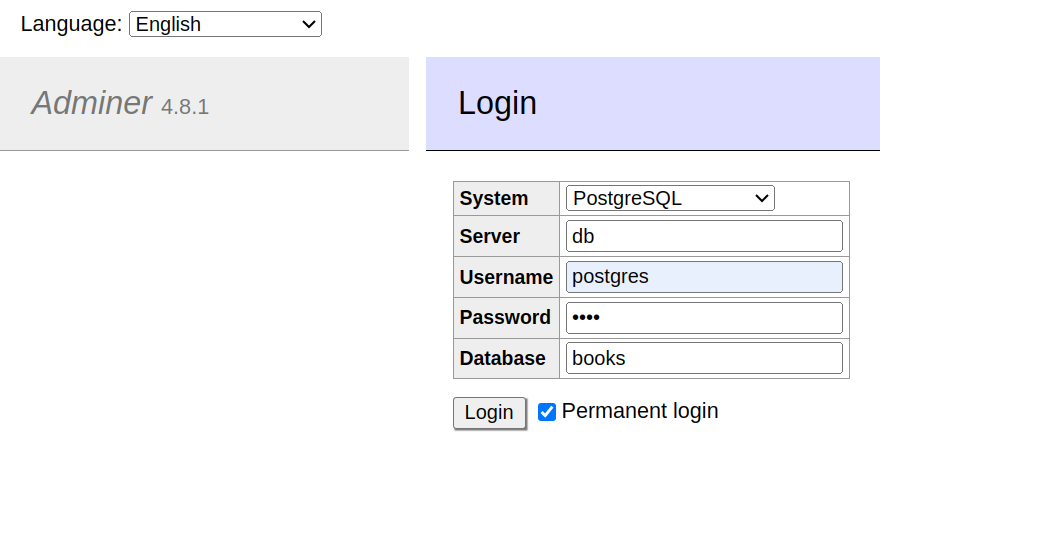 Language: English
Adminer 4.8.1
Login
System PostgreSQL
Server db
Username postgres
Password ••••
Database books
Login Permanent login